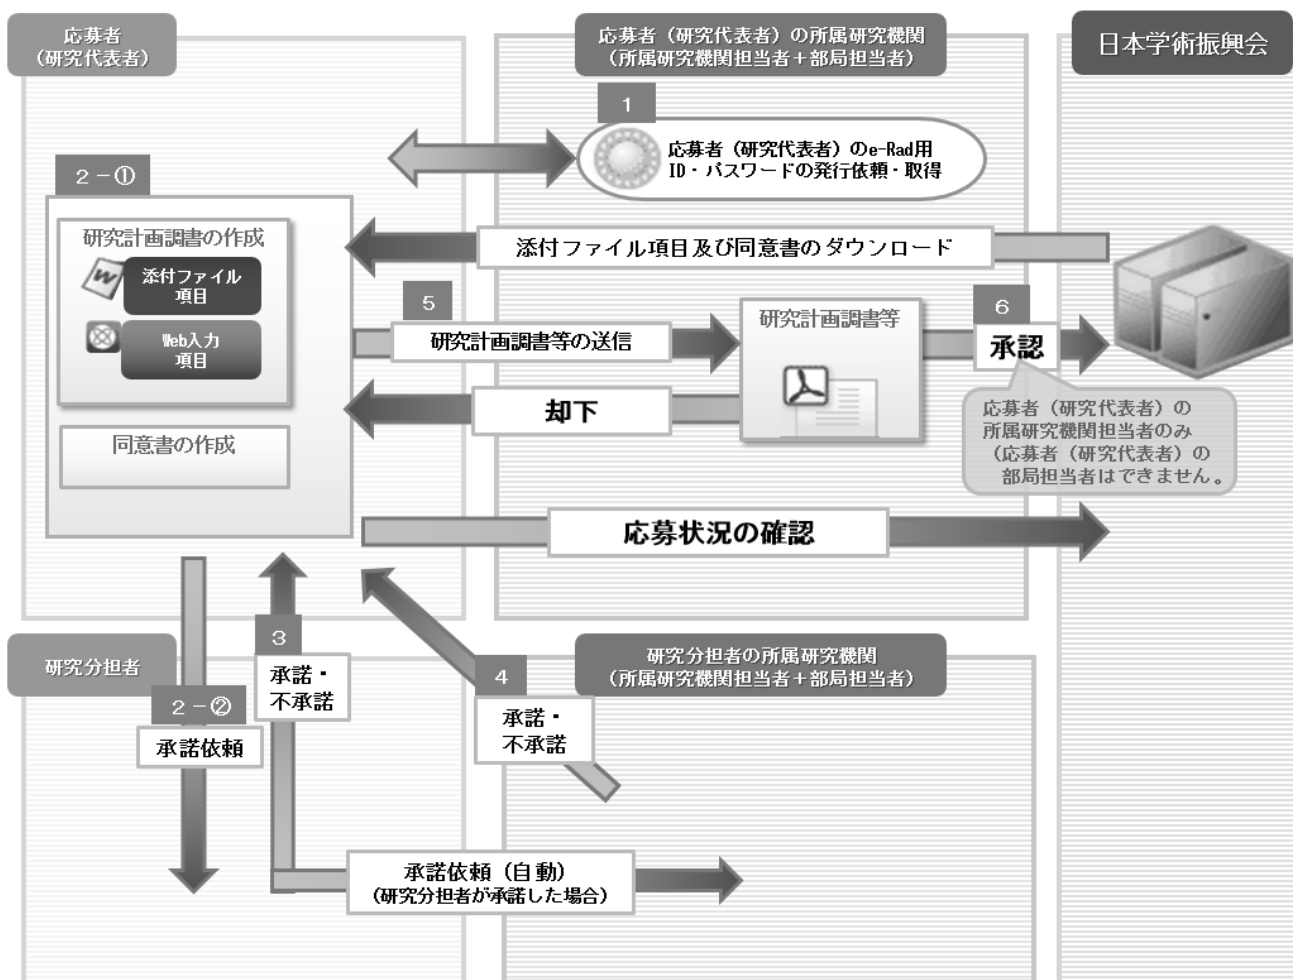 応募者
（研究代表者）
応募者（研究代表者）の所属研究機関
（所属研究機関担当者＋部局担当者）
日本学術振興会
1
応募者（研究代表者）のe-Rad用
ID・パスワードの発行依頼・取得
２－①
研究計画調書の作成
添付ファイル
項目
Web入力
項目
同意書の作成
添付ファイル項目及び同意書のダウンロード
5
研究計画調書等の送信
研究計画調書等
6
承認
却下
応募者（研究代表者）の
所属研究機関担当者のみ
（応募者（研究代表者）の
部局担当者はできません。
応募状況の確認
研究分担者
3
承諾・
不承諾
２－②
承諾依頼
研究分担者の所属研究機関
（所属研究機関担当者＋部局担当者）
4
承諾・
不承諾
承諾依頼（自動）
（研究分担者が承諾した場合）